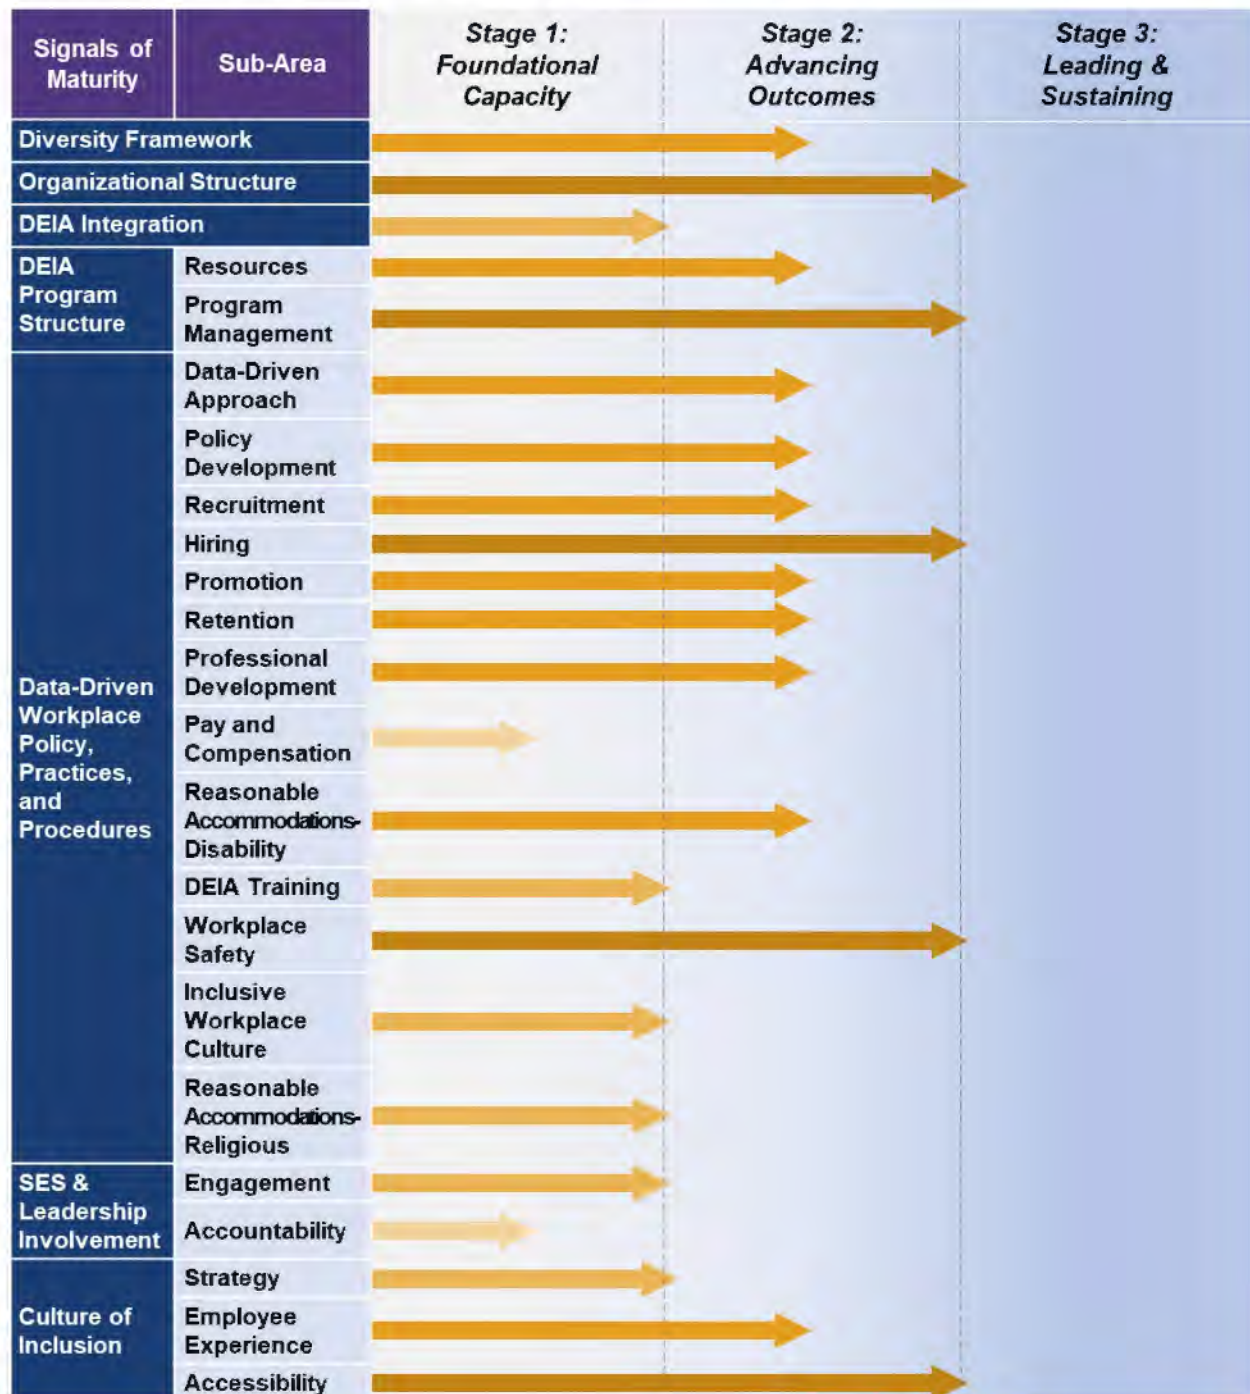 Signals of
Maturity
Sub-Area
Stage 1:
Foundational
Capacity
Stage 2:
Advancing
Outcomes
Stage 3:
Leading &
Sustaining
Diversity Framework
Organizational Structure
DEIA Integration
DEIA
Program
Structure
Resources
Program
Management
Data-Driven
Workplace
Policy,
Practices,
and
Procedures
Data-Driven
Approach
Policy
Development
Recruitment
Hiring
Promotion
Retention
Professional
Development
Pay and
Compensation
Reasonable
Accommodations-
Disability
DEIA Training
Workplace
Safety
Inclusive
Workplace
Culture
Reasonable
Accommodations-
Religious
SES &
Leadership
Involvement
Engagement
Accountability
Culture of
Inclusion
Strategy
Employee
Experience
Accessibility